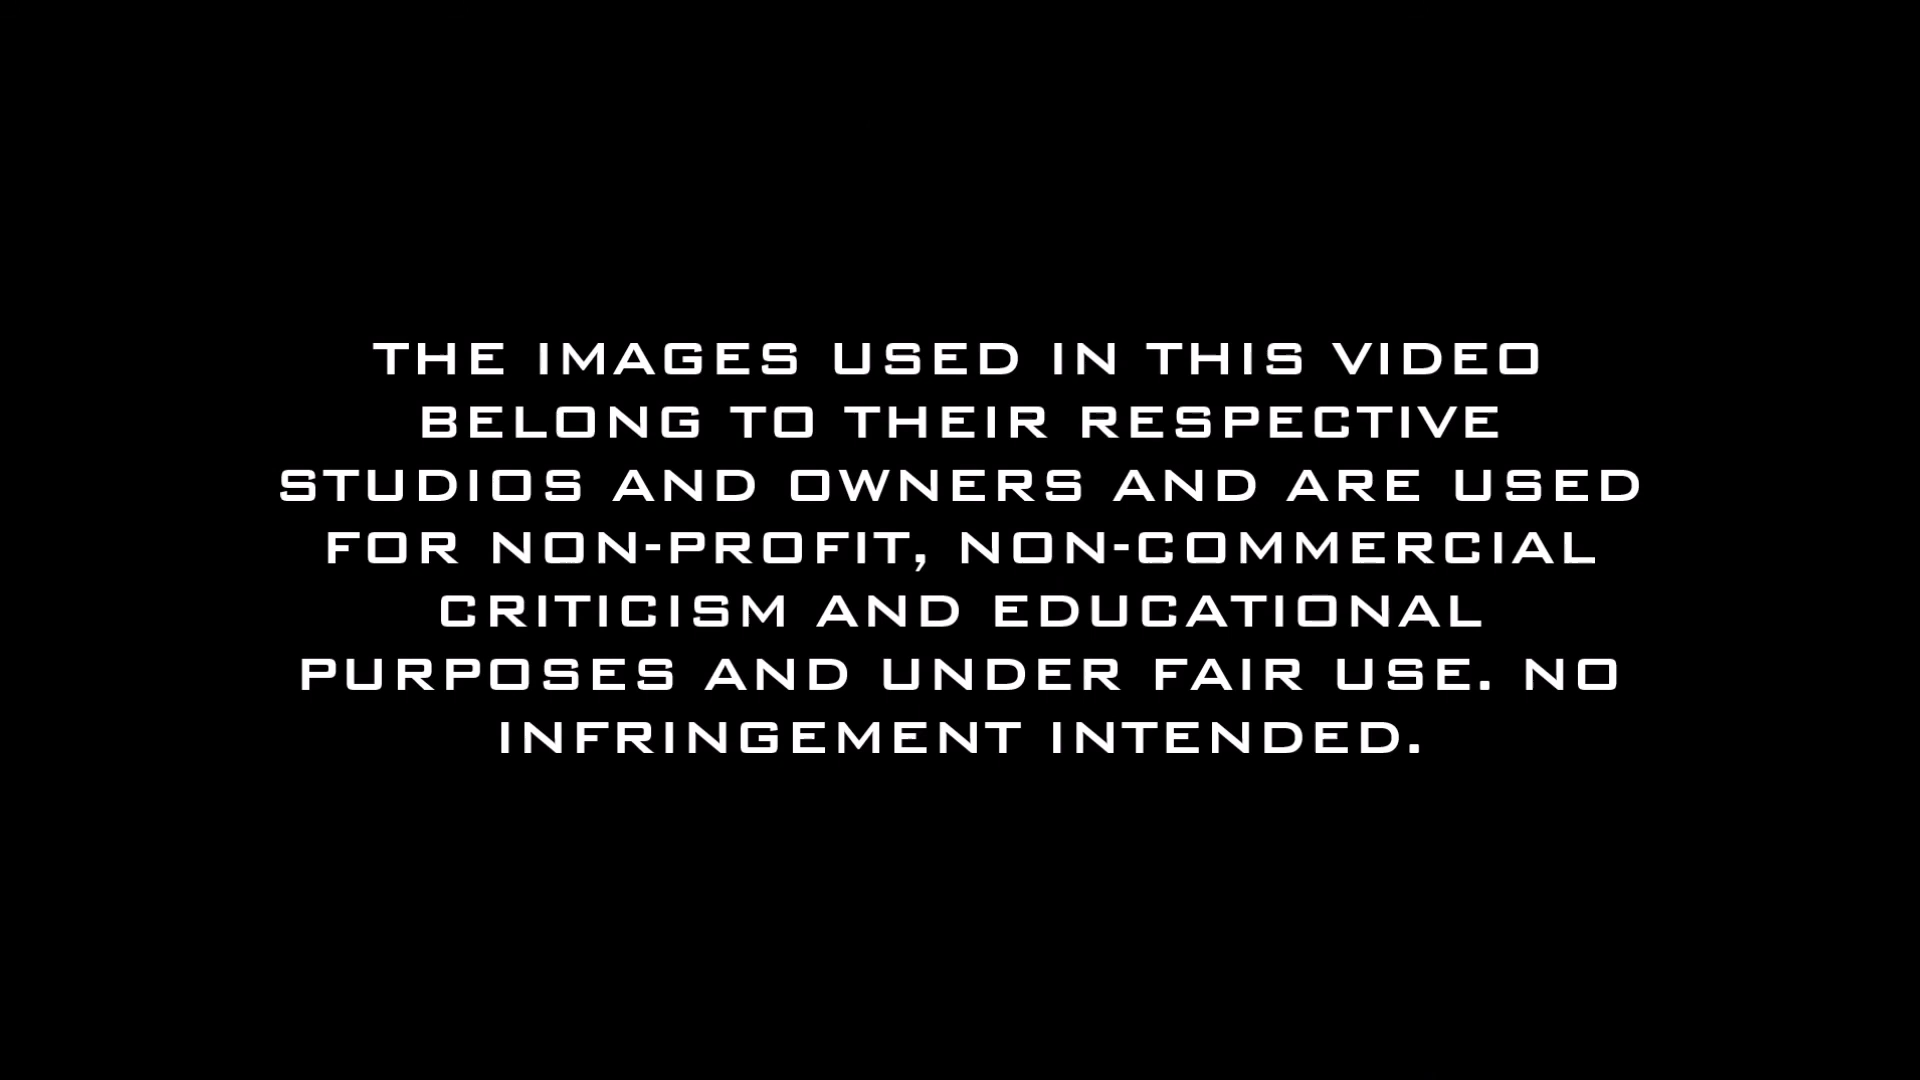 THE IMAGES USED IN THIS VIDEO
BELONG TO THEIR RESPECTIVE
STUDIOS AND OWNERS AND ARE USED
FOR NON-PROFIT, NON-COMMERCIAL
CRITICISM AND EDUCATIONAL
PURPOSES AND UNDER FAIR USE. NO
INFRINGEMENT INTENDED.